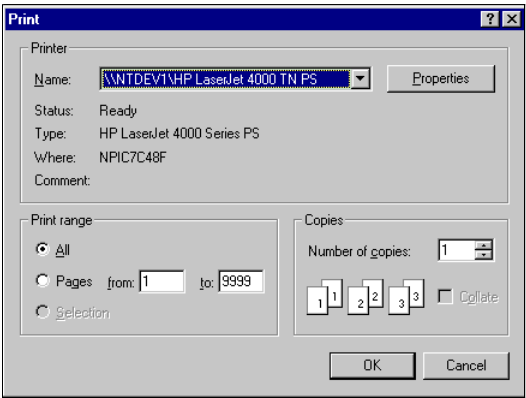 Print
Printer
Name: \\NTDEV1\HP LaserJet 4000 TN PS Properties
Status: Ready
Type: HP LaserJet 4000 Series PS
Where: NPIC7C48F
Comment:
Print range
All
Pages from: 1 to: 9999
Selection
Copies
Number of copies: 1
1 1 2 2 3 3 Collate
OK Cancel